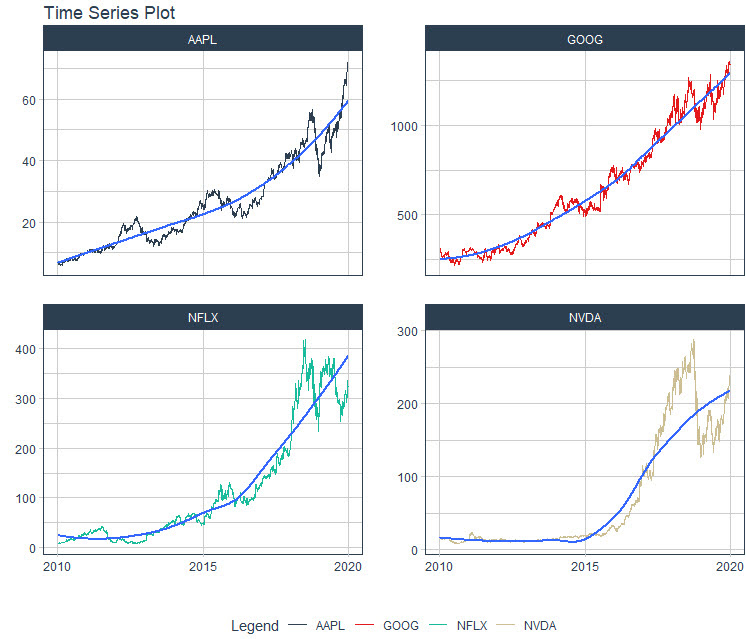 Time Series Plot
AAPL
GOOG
60
40
20
1000
500
NFLX
NVDA
400
300
200
100
0
300
200
100
0
2010 2015 2020
2010 2015 2020
Legend AAPL GOOG NFLX NVDA